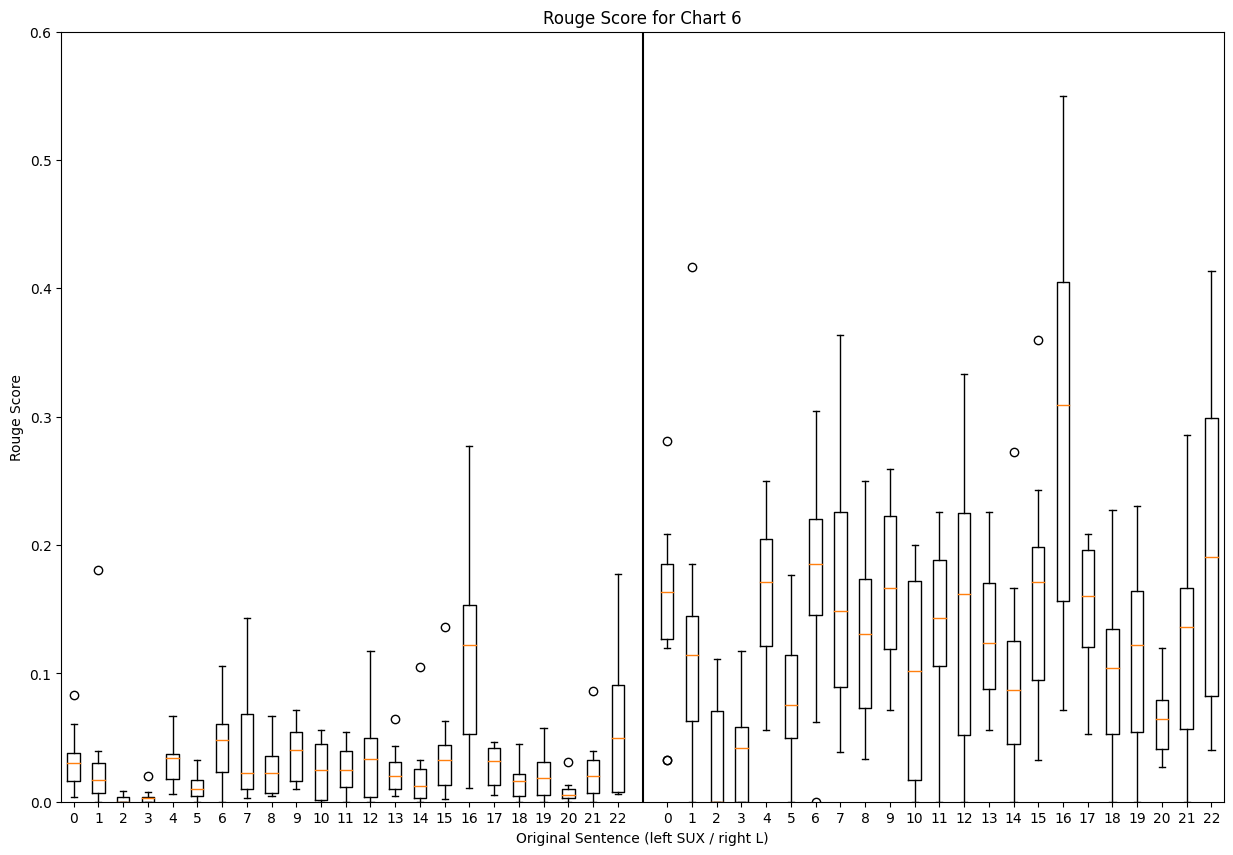 Rouge Score for Chart 6
0.6
0.5
0.4
0.3
0.2
0.1
0.0
Rouge Score
0 1 2 3 4 5 6 7 8 9 10 11 12 13 14 15 16 17 18 19 20 21 22 0 1 2 3 4 5 6 7 8 9 10 11 12 13 14 15 16 17 18 19 20 21 22
Original Sentence (left SUX / right L)